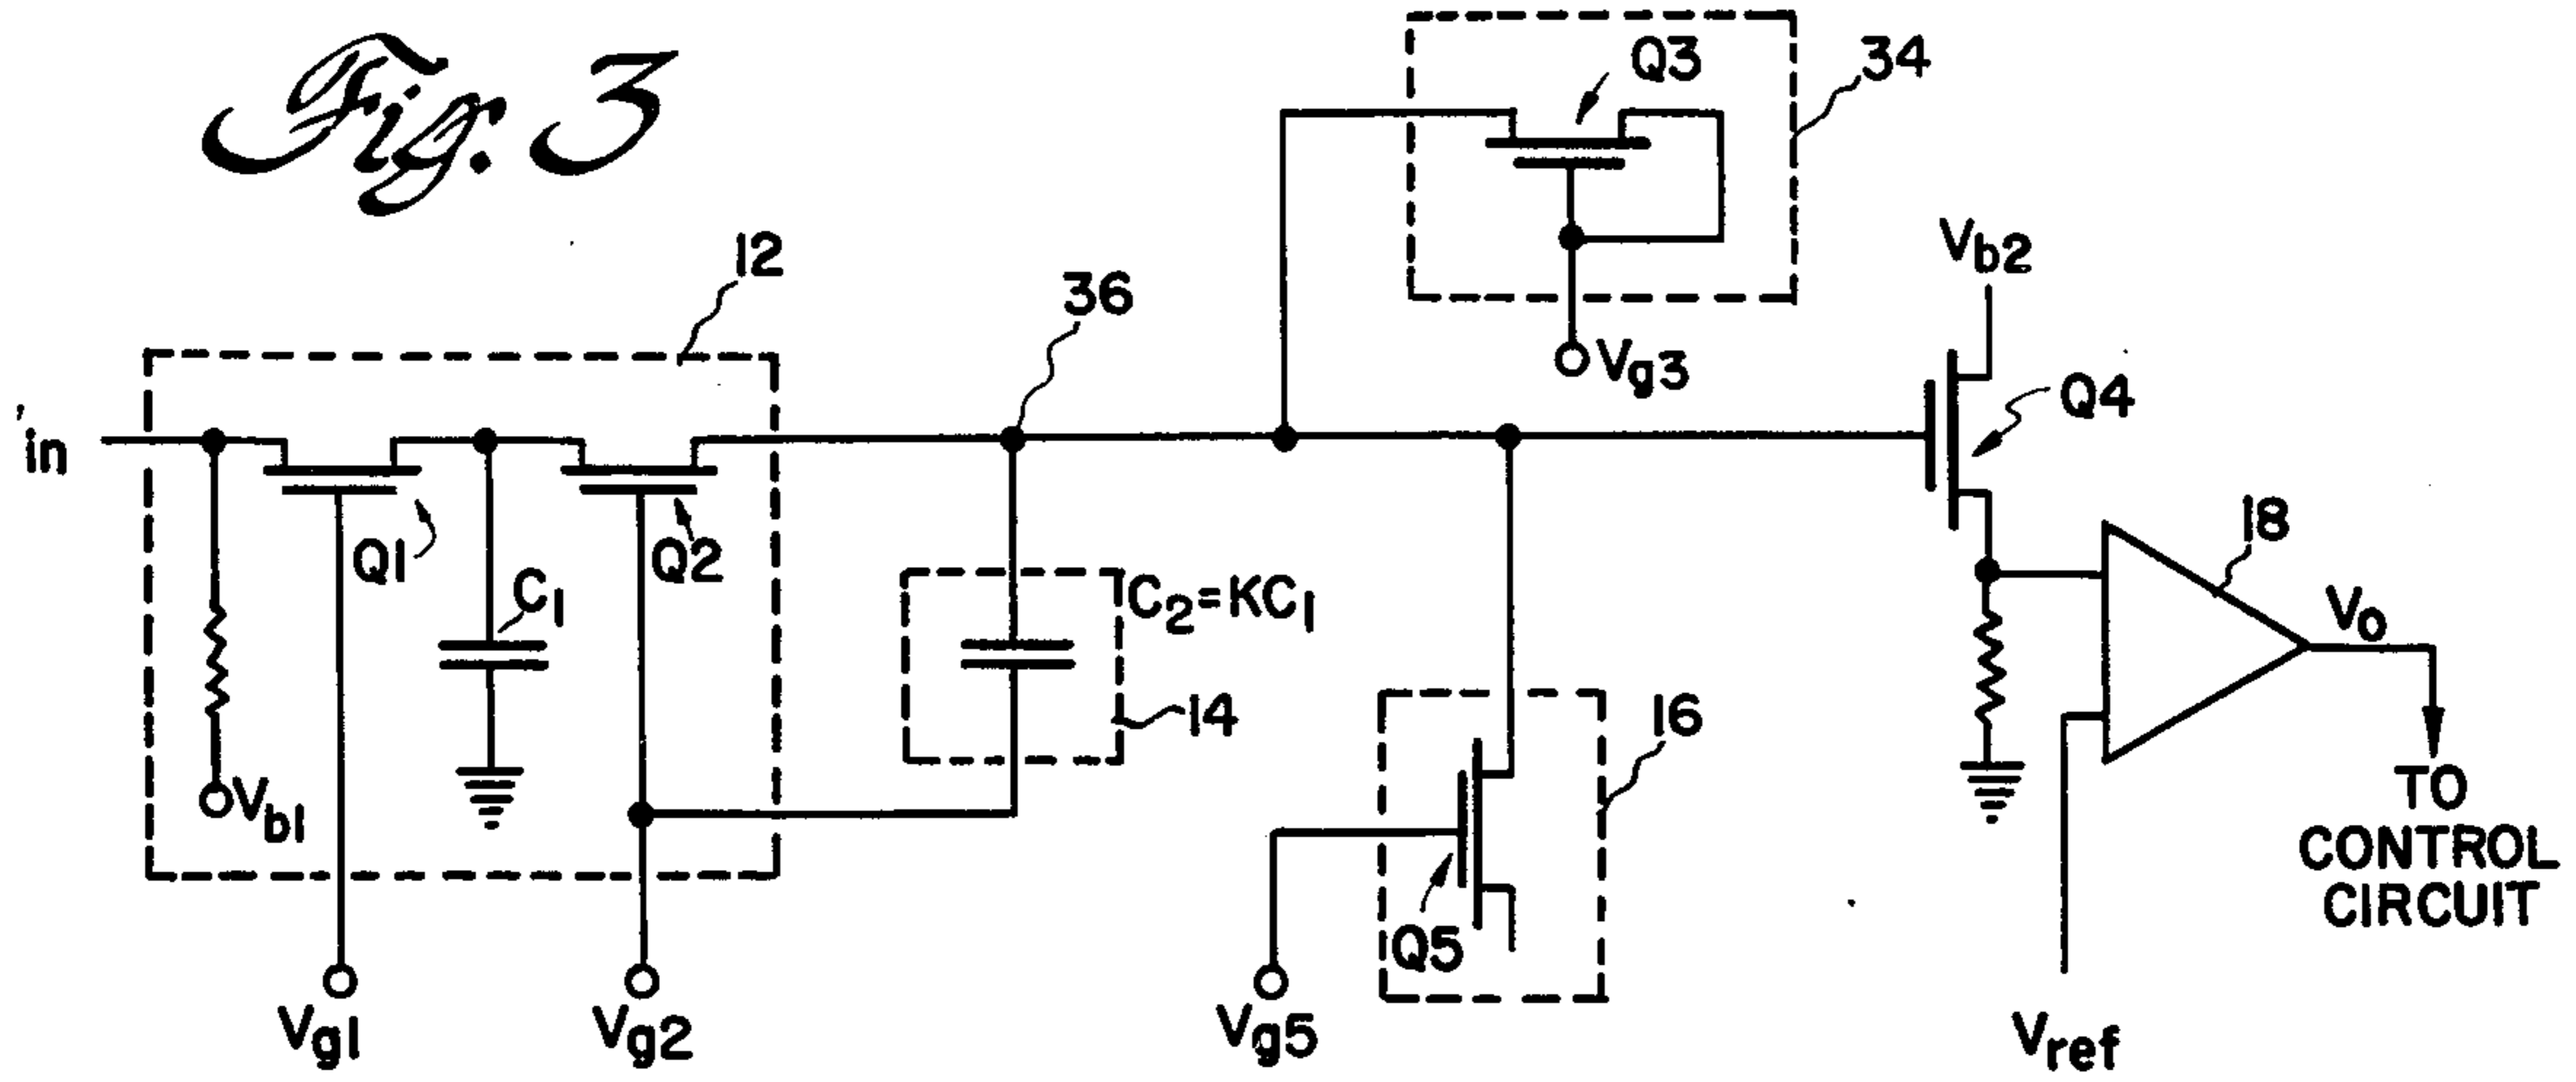 Fig. 3
Q3
34
Vg3
12
36
Vb2
Q4
in
Q1
Q2
C1
C2=KC1
14
Vb1
16
Q5
18
Vo
TO
CONTROL
CIRCUIT
Vg1
Vg2
Vg5
Vref